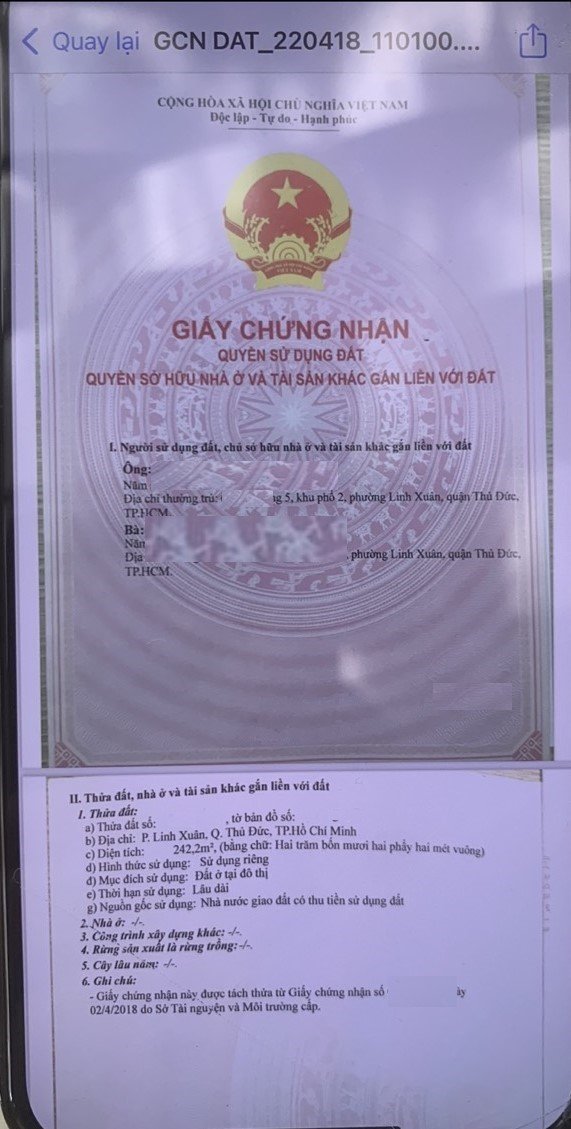 Quay lại GCN DAT_220418_110100....
CỘNG HÒA XÃ HỘI CHỦ NGHĨA VIỆT NAM
Độc lập - Tự do - Hạnh phúc
GIẤY CHỨNG NHẬN
QUYỀN SỬ DỤNG ĐẤT
QUYỀN SỞ HỮU NHÀ Ở VÀ TÀI SẢN KHÁC GẮN LIỀN VỚI ĐẤT
I. Người sử dụng đất, chủ sở hữu nhà ở và tài sản khác gắn liền với đất
Ông:
Năm
Địa chỉ thường trú: ng 5, khu phố 2, phường Linh Xuân, quận Thủ Đức,
TP.HCM.
Bà:
Năm
Địa , phường Linh Xuân, quận Thủ Đức,
TP.HCM.
II. Thửa đất, nhà ở và tài sản khác gắn liền với đất
1. Thửa đất:
a) Thửa đất số: , tờ bản đồ số:
b) Địa chỉ: P. Linh Xuân, Q. Thủ Đức, TP.Hồ Chí Minh
c) Diện tích: 242,2m², (bằng chữ: Hai trăm bốn mươi hai phẩy hai mét vuông)
d) Hình thức sử dụng: Sử dụng riêng
đ) Mục đích sử dụng: Đất ở tại đô thị
e) Thời hạn sử dụng: Lâu dài
g) Nguồn gốc sử dụng: Nhà nước giao đất có thu tiền sử dụng đất
2. Nhà ở: -/-.
3. Công trình xây dựng khác: -/-.
4. Rừng sản xuất là rừng trồng: -/-.
5. Cây lâu năm: -/-.
6. Ghi chú:
- Giấy chứng nhận này được tách thửa từ Giấy chứng nhận số ày
02/4/2018 do Sở Tài nguyên và Môi trường cấp.